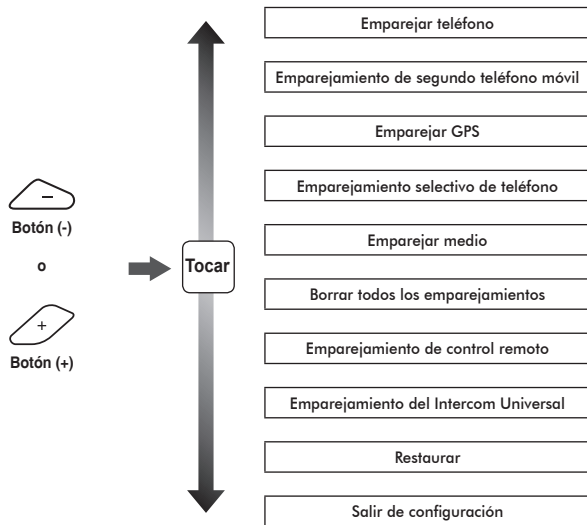 Emparejar teléfono
Emparejamiento de segundo teléfono móvil
Emparejar GPS
Emparejamiento selectivo de teléfono
Emparejar medio
Borrar todos los emparejamientos
Emparejamiento de control remoto
Emparejamiento del Intercom Universal
Restaurar
Salir de configuración
−
Botón (-)
o
+
Botón (+)
Tocar